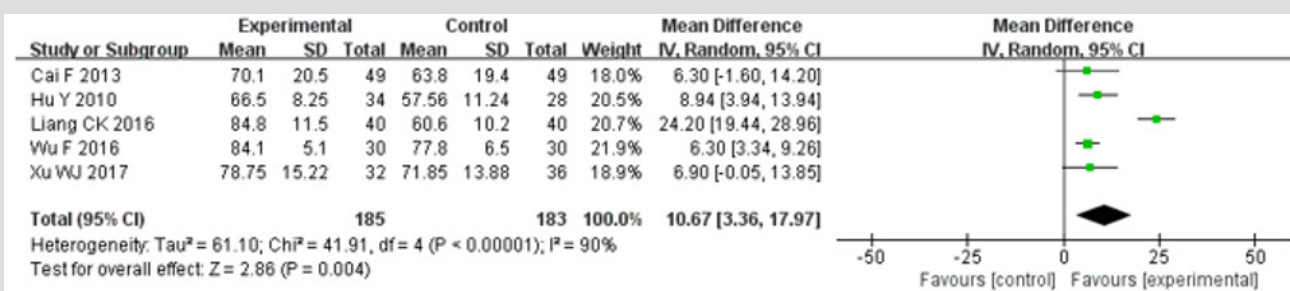 Experimental Control Mean Difference Mean Difference
Study or Subgroup Mean SD Total Mean SD Total Weight IV, Random, 95% CI IV, Random, 95% CI
Cai F 2013 70.1 20.5 49 63.8 19.4 49 18.0% 6.30 [-1.60, 14.20]
Hu Y 2010 66.5 8.25 34 57.56 11.24 28 20.5% 8.94 [3.94, 13.94]
Liang CK 2016 84.8 11.5 40 60.6 10.2 40 20.7% 24.20 [19.44, 28.96]
Wu F 2016 84.1 5.1 30 77.8 6.5 30 21.9% 6.30 [3.34, 9.26]
Xu WJ 2017 78.75 15.22 32 71.85 13.88 36 18.9% 6.90 [-0.05, 13.85]
Total (95% CI) 185 183 100.0% 10.67 [3.36, 17.97]
Heterogeneity: Tau² = 61.10; Chi² = 41.91, df = 4 (P < 0.00001); I² = 90%
Test for overall effect: Z = 2.86 (P = 0.004)
-50 -25 0 25 50
Favours [control] Favours [experimental]